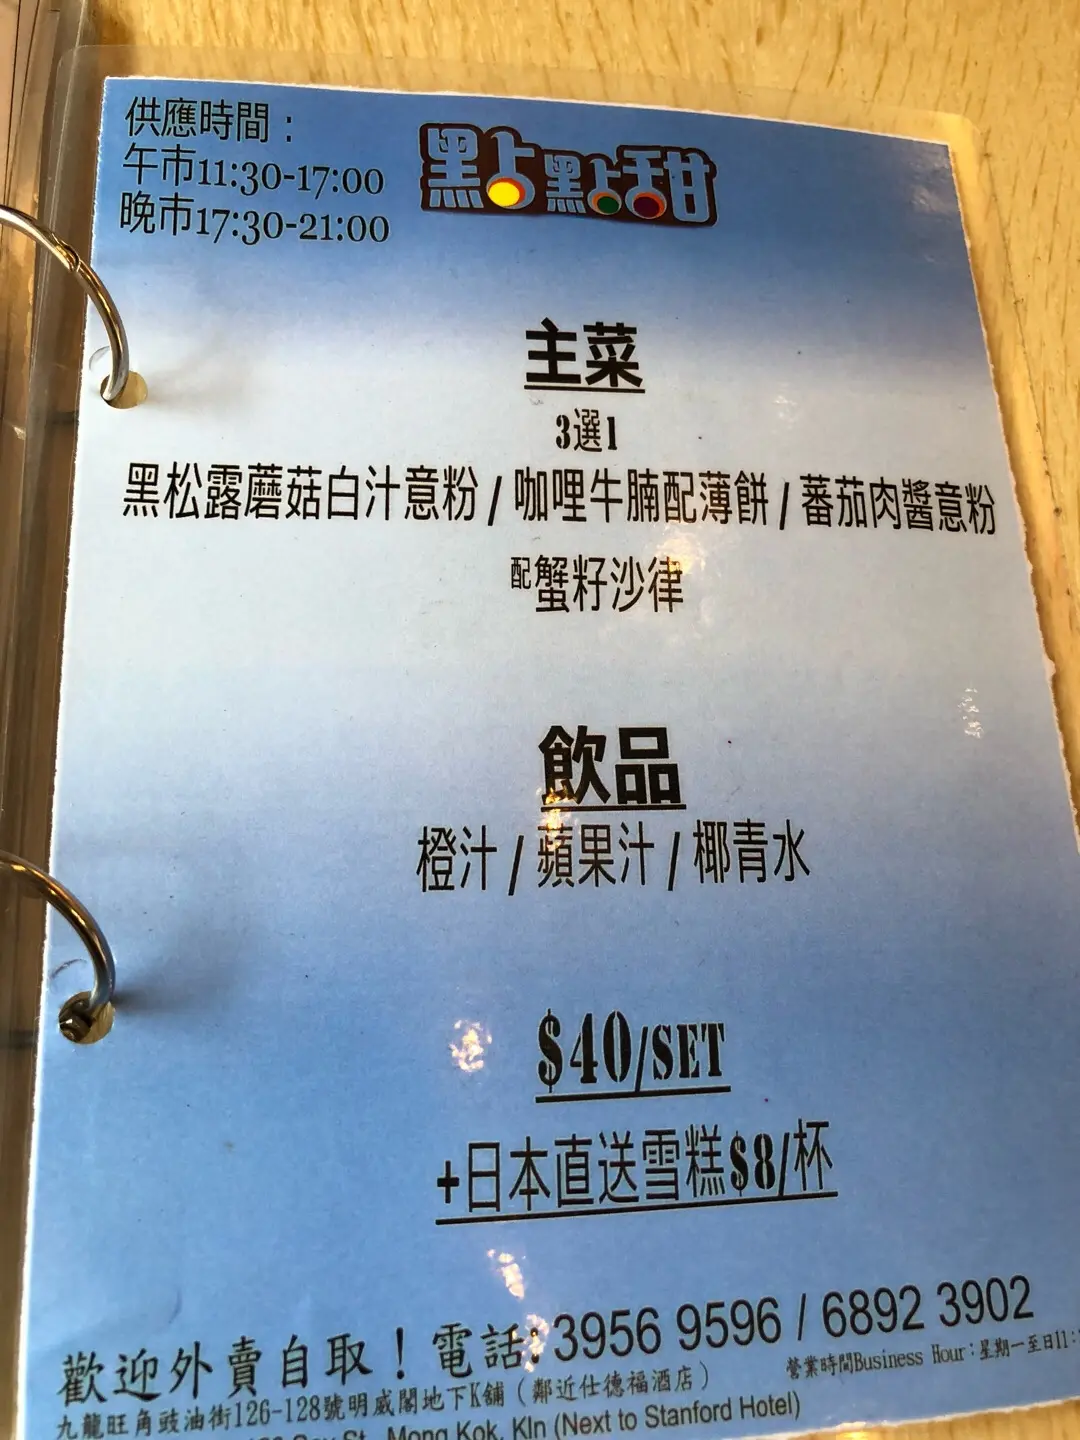 供應時間：
午市11:30-17:00
晚市17:30-21:00
點點甜
主菜
3選1
黑松露蘑菇白汁意粉 / 咖哩牛腩配薄餅 / 蕃茄肉醬意粉
配蟹籽沙律
飲品
橙汁 / 蘋果汁 / 椰青水
$40/SET
+日本直送雪糕$8/杯
歡迎外賣自取！電話:3956 9596 / 6892 3902
營業時間Business Hour：星期一至日11:
九龍旺角豉油街126-128號明威閣地下K舖（鄰近仕德福酒店）
Mong Kok, Kln (Next to Stanford Hotel)